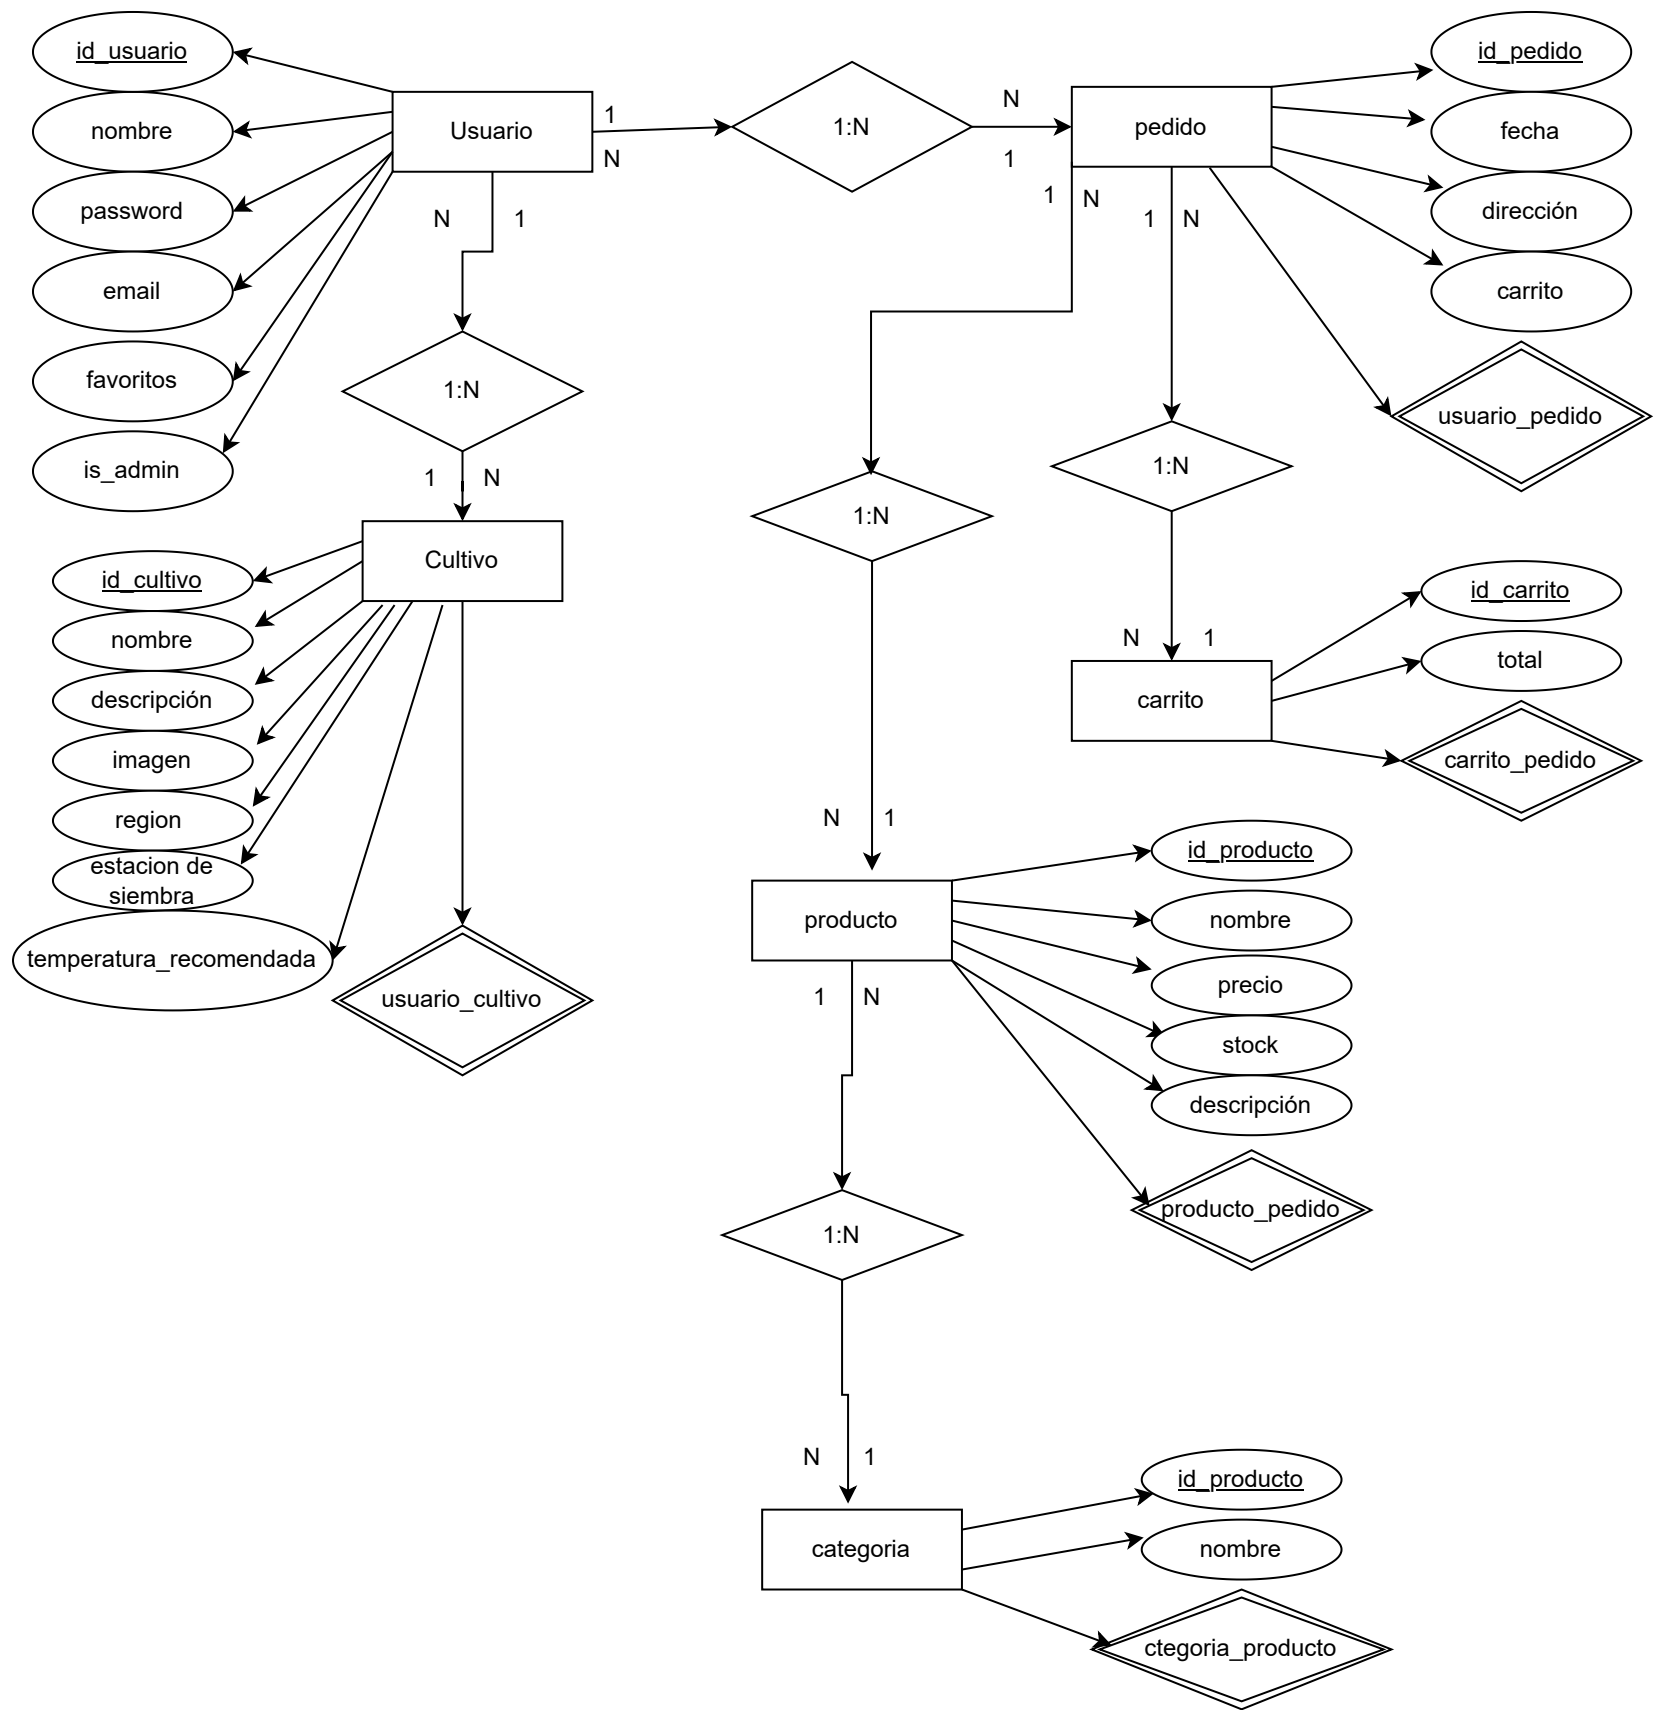 id_usuario
nombre
password
email
favoritos
is_admin
Usuario
1
N
1:N
N
1
pedido
id_pedido
fecha
dirección
carrito
usuario_pedido
N
1
1:N
1
N
Cultivo
id_cultivo
nombre
descripción
imagen
region
estacion de
siembra
temperatura_recomendada
usuario_cultivo
1
N
1:N
N
1
1
N
1:N
N
1
carrito
id_carrito
total
carrito_pedido
producto
id_producto
nombre
precio
stock
descripción
producto_pedido
1
N
1:N
N
1
categoria
id_producto
nombre
ctegoria_producto